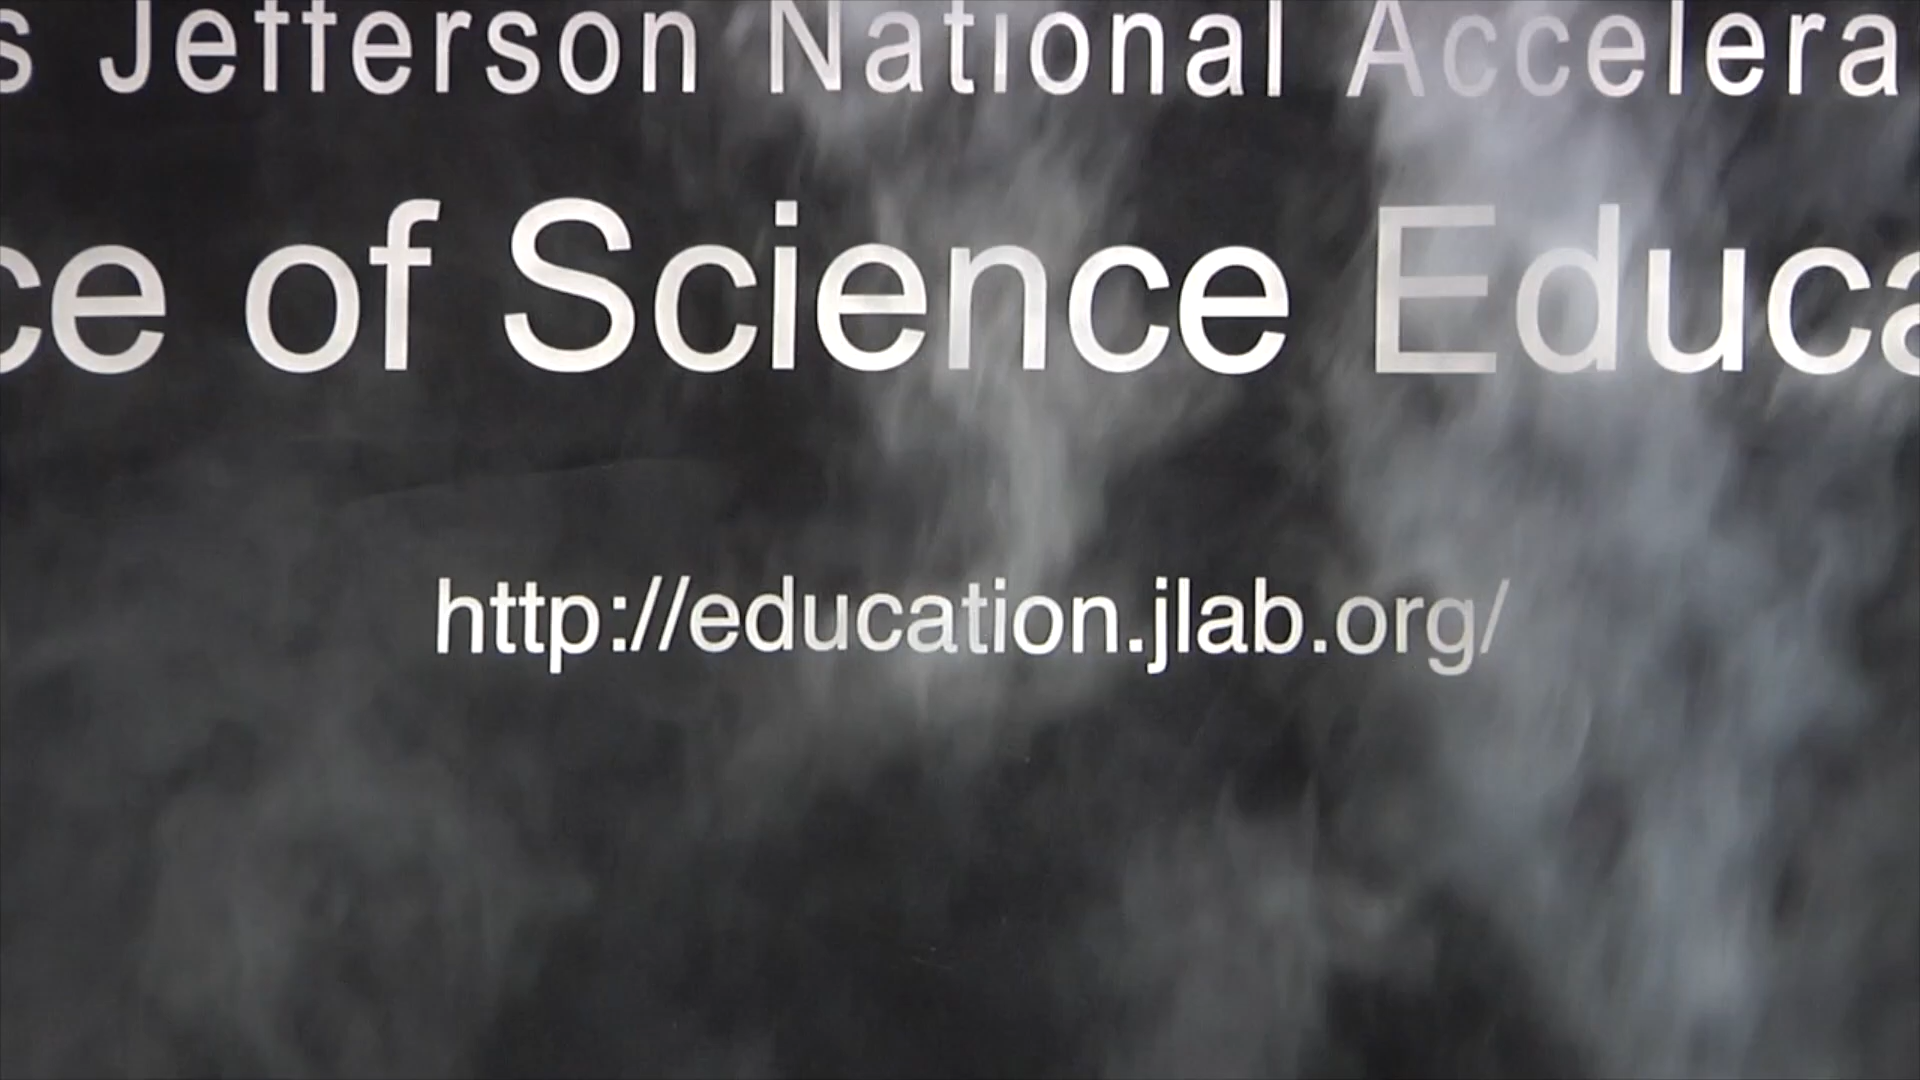 s Jefferson National Accelera
ce of Science Educa
http://education.jlab.org/